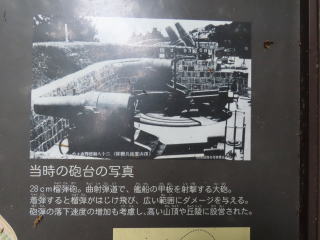 当時の砲台の写真
28cm榴弾砲。曲射弾道で、艦船の甲板を射撃する大砲。
着弾すると榴弾がはじけ飛び、広い範囲にダメージを与える。
砲弾の落下速度の増加も考慮し、高い山頂や丘陵に設営された。